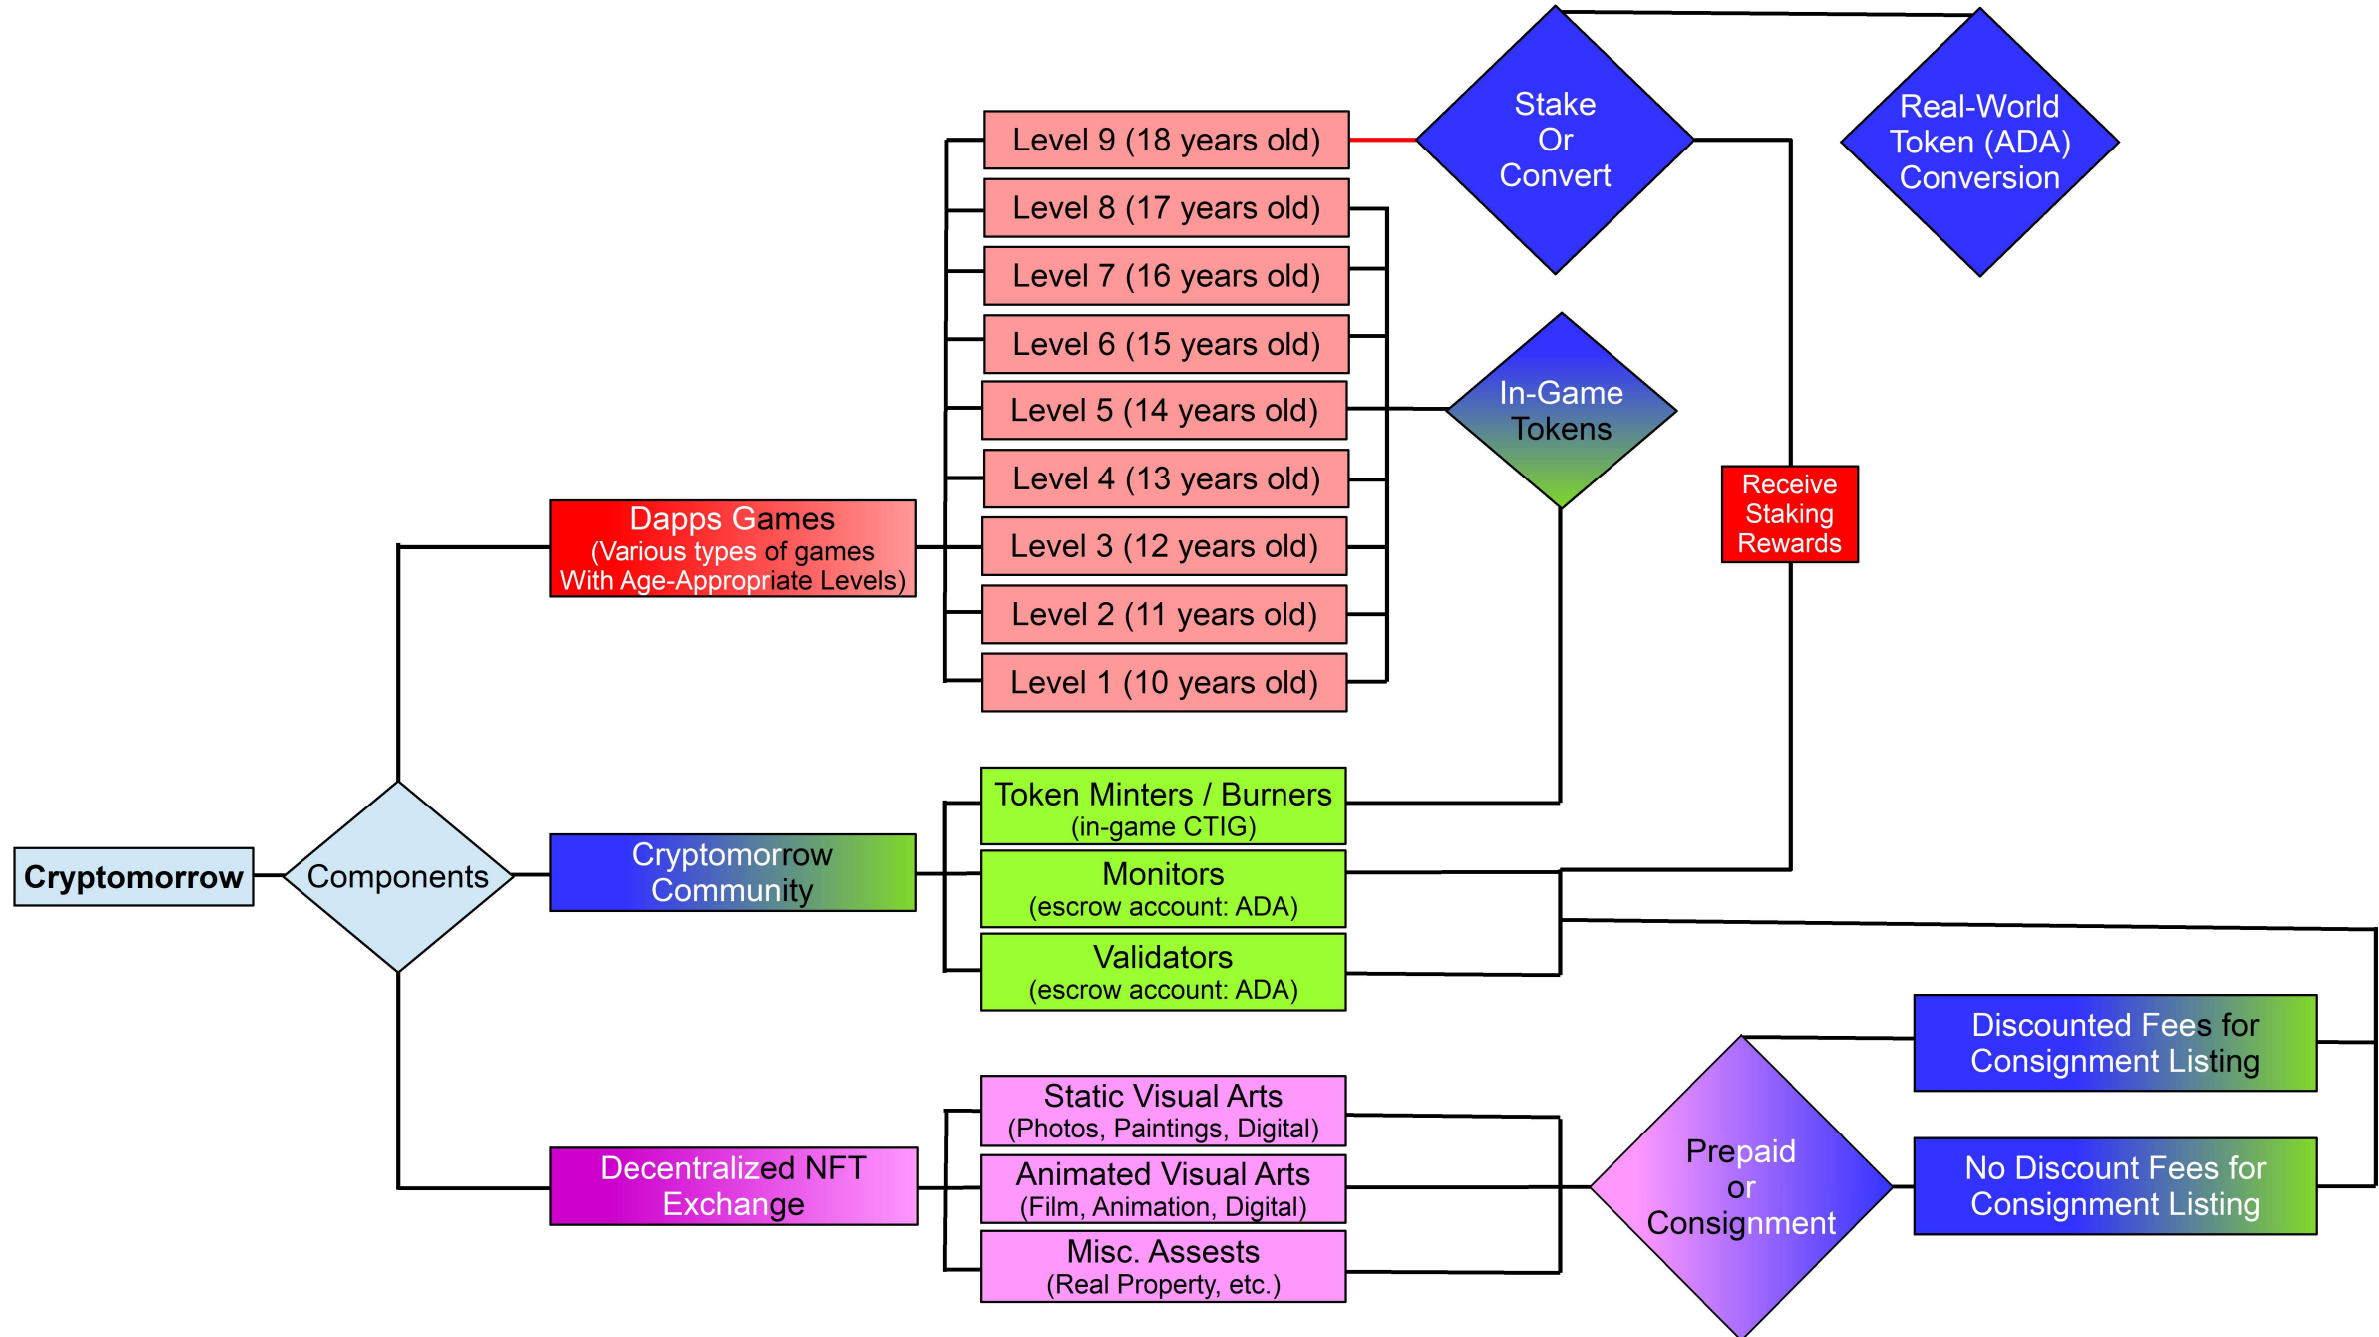 Cryptomorrow
Components
Dapps Games
(Various types of games
With Age-Appropriate Levels)
Cryptomorrow
Community
Decentralized NFT
Exchange
Level 9 (18 years old)
Level 8 (17 years old)
Level 7 (16 years old)
Level 6 (15 years old)
Level 5 (14 years old)
Level 4 (13 years old)
Level 3 (12 years old)
Level 2 (11 years old)
Level 1 (10 years old)
Token Minters / Burners
(in-game CTIG)
Monitors
(escrow account: ADA)
Validators
(escrow account: ADA)
Static Visual Arts
(Photos, Paintings, Digital)
Animated Visual Arts
(Film, Animation, Digital)
Misc. Assests
(Real Property, etc.)
Stake
Or
Convert
Real-World
Token (ADA)
Conversion
In-Game
Tokens
Receive
Staking
Rewards
Prepaid
or
Consignment
Discounted Fees for
Consignment Listing
No Discount Fees for
Consignment Listing